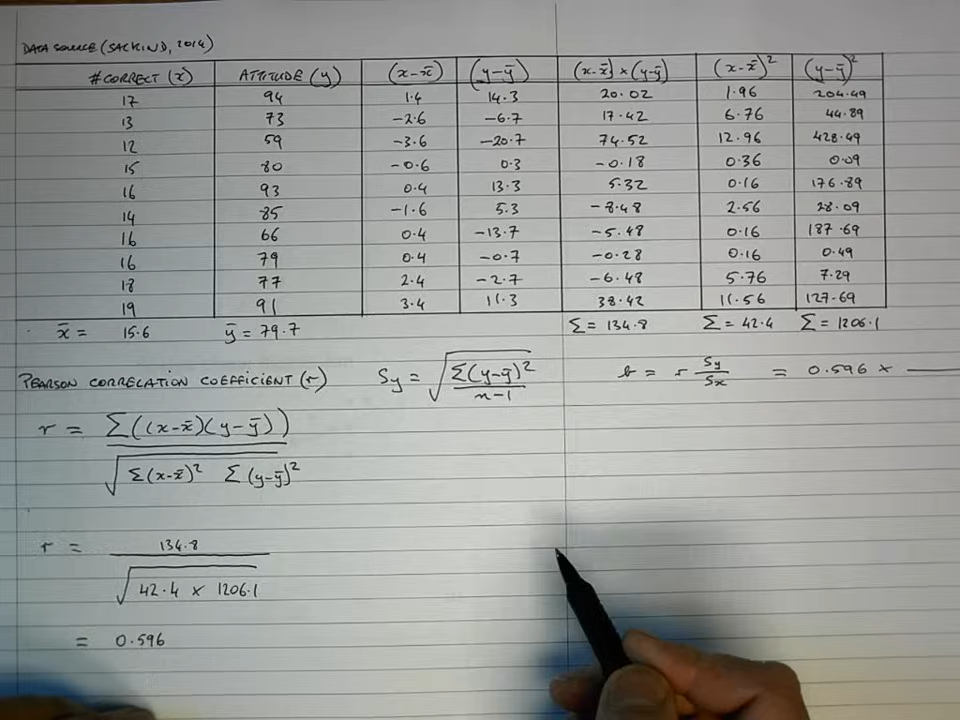 DATA SOURCE (SACKIND, 2014)
#CORRECT (x) ATTITUDE (y) (x-x̄) (y-ȳ) (x-x̄)×(y-ȳ) (x-x̄)² (y-ȳ)²
17 94 1.4 14.3 20.02 1.96 204.49
13 73 -2.6 -6.7 17.42 6.76 44.89
12 59 -3.6 -20.7 74.52 12.96 428.49
15 80 -0.6 0.3 -0.18 0.36 0.09
16 93 0.4 13.3 5.32 0.16 176.89
14 85 -1.6 5.3 -8.48 2.56 28.09
16 66 0.4 -13.7 -5.48 0.16 187.69
16 79 0.4 -0.7 -0.28 0.16 0.49
18 77 2.4 -2.7 -6.48 5.76 7.29
19 91 3.4 11.3 38.42 11.56 127.69
x̄ = 15.6 ȳ = 79.7 Σ = 134.8 Σ = 42.4 Σ = 1206.1
PEARSON CORRELATION COEFFICIENT (r) Sy = √(Σ(y-ȳ)² / n-1) b = r Sy/Sx = 0.596 ×
r = Σ((x-x̄)(y-ȳ))
√Σ(x-x̄)² Σ(y-ȳ)²
r = 134.8
√42.4 × 1206.1
= 0.596